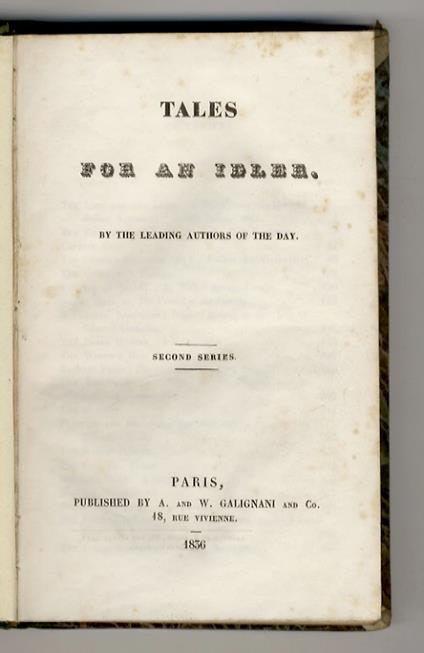 TALES
FOR AN IDLER.
BY THE LEADING AUTHORS OF THE DAY.
SECOND SERIES.
PARIS,
PUBLISHED BY A. AND W. GALIGNANI AND Co.
18, RUE VIVIENNE.
1836